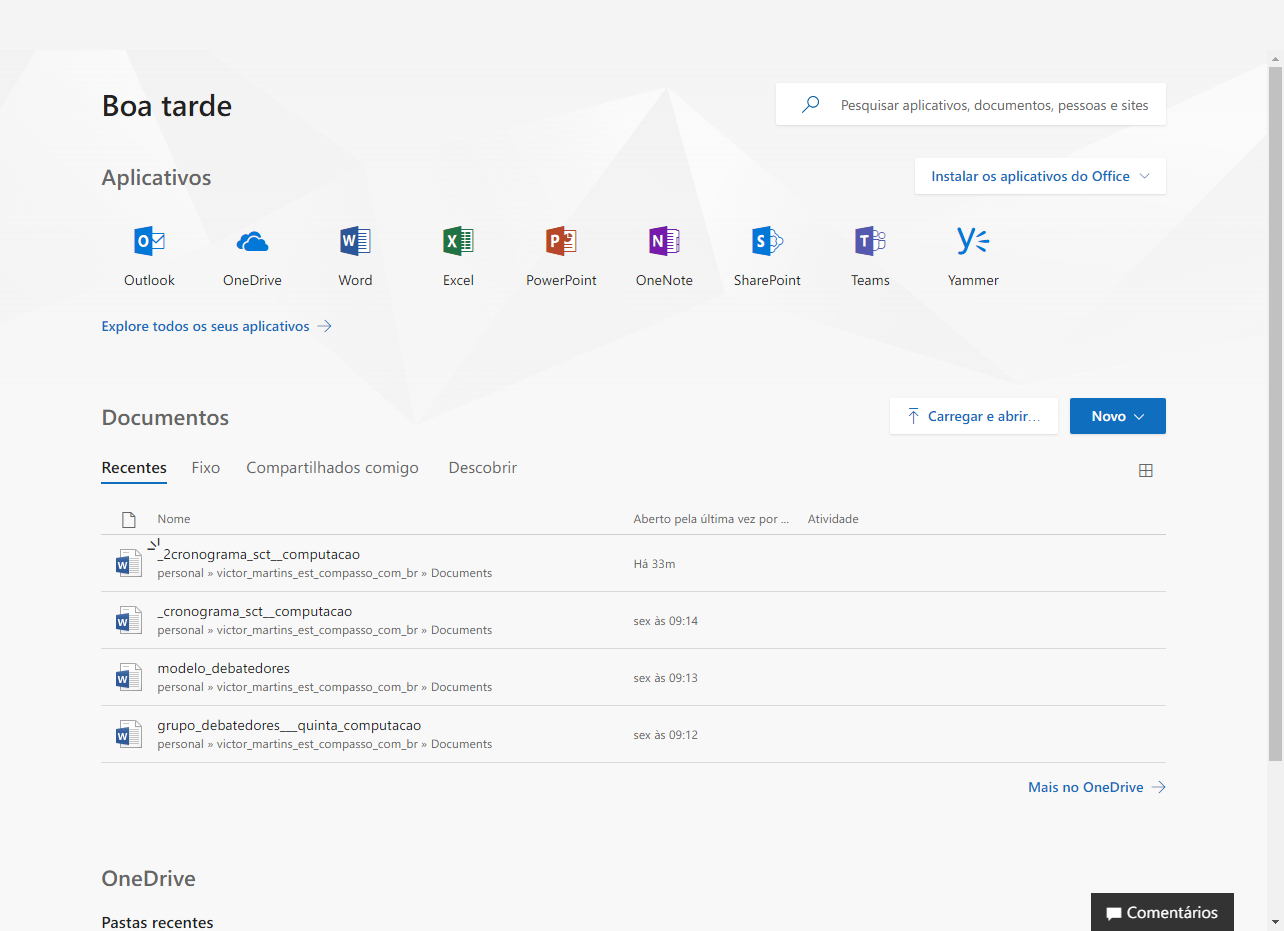 Boa tarde
Pesquisar aplicativos, documentos, pessoas e sites
Aplicativos
Instalar os aplicativos do Office
Outlook
OneDrive
Word
Excel
PowerPoint
OneNote
SharePoint
Teams
Yammer
Explore todos os seus aplicativos
Documentos
Carregar e abrir...
Novo
Recentes Fixo Compartilhados comigo Descobrir
Nome Aberto pela última vez por ... Atividade
_2cronograma_sct__computacao
personal » victor_martins_est_compasso_com_br » Documents
Há 33m
_cronograma_sct__computacao
personal » victor_martins_est_compasso_com_br » Documents
sex às 09:14
modelo_debatedores
personal » victor_martins_est_compasso_com_br » Documents
sex às 09:13
grupo_debatedores___quinta_computacao
personal » victor_martins_est_compasso_com_br » Documents
sex às 09:12
Mais no OneDrive
OneDrive
Pastas recentes
Comentários